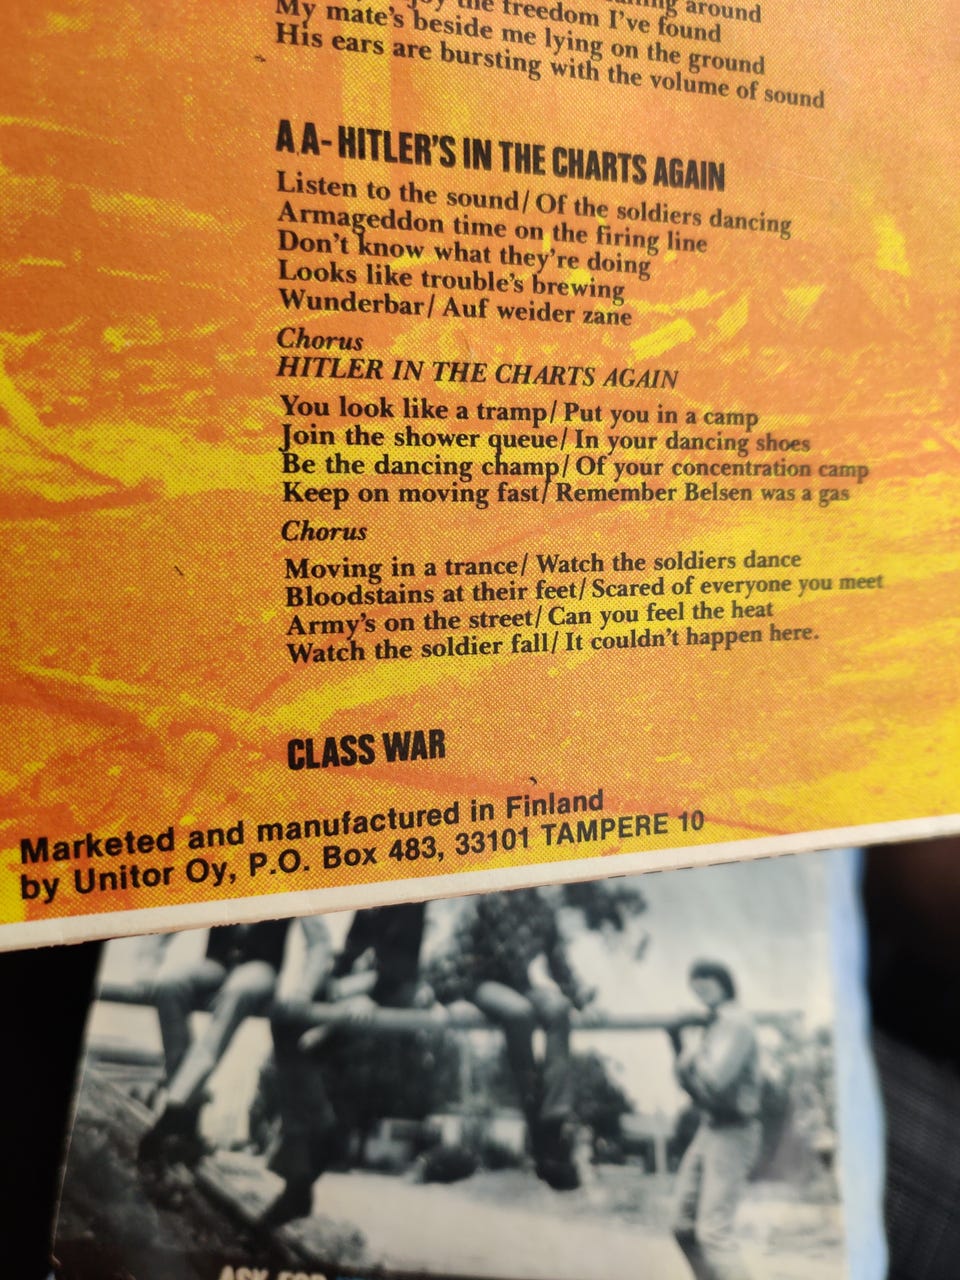 the freedom I've found
My mate's beside me lying on the ground
His ears are bursting with the volume of sound
A A- HITLER'S IN THE CHARTS AGAIN
Listen to the sound/ Of the soldiers dancing
Armageddon time on the firing line
Don't know what they're doing
Looks like trouble's brewing
Wunderbar/ Auf weider zane
Chorus
HITLER IN THE CHARTS AGAIN
You look like a tramp/ Put you in a camp
Join the shower queue/ In your dancing shoes
Be the dancing champ/ Of your concentration camp
Keep on moving fast/ Remember Belsen was a gas
Chorus
Moving in a trance/ Watch the soldiers dance
Bloodstains at their feet/ Scared of everyone you meet
Army's on the street/ Can you feel the heat
Watch the soldier fall/ It couldn't happen here.
CLASS WAR
Marketed and manufactured in Finland
by Unitor Oy, P.O. Box 483, 33101 TAMPERE 10
ASK FOR